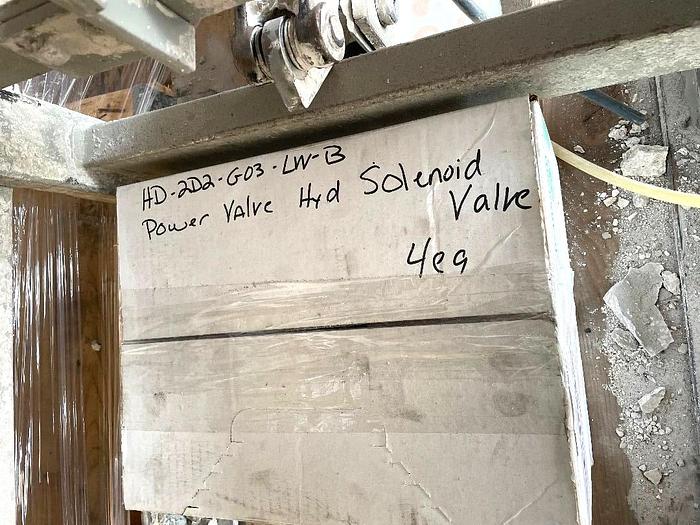 HD-2D2-G03-LW-B
Power Valve Hyd Solenoid
Valve
4ea